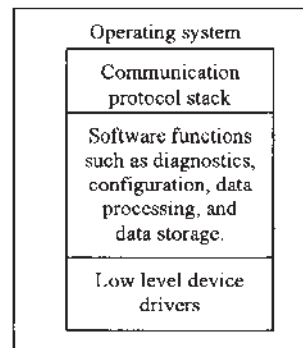 Operating system
Communication
protocol stack
Software functions
such as diagnostics,
configuration, data
processing, and
data storage.
Low level device
drivers